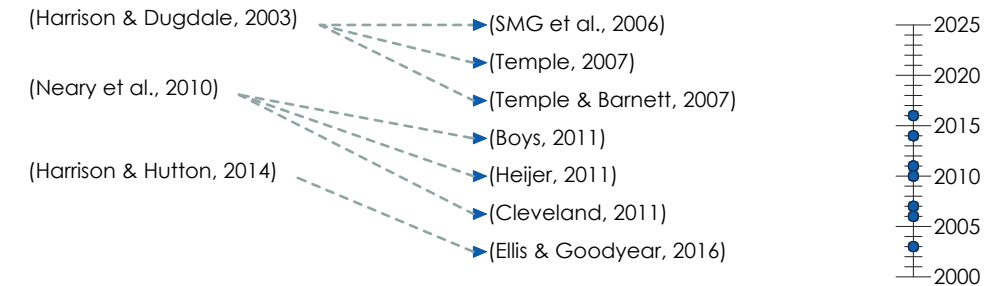 (Harrison & Dugdale, 2003)
(Neary et al., 2010)
(Harrison & Hutton, 2014)
(SMG et al., 2006)
(Temple, 2007)
(Temple & Barnett, 2007)
(Boys, 2011)
(Heijer, 2011)
(Cleveland, 2011)
(Ellis & Goodyear, 2016)
2025
2020
2015
2010
2005
2000